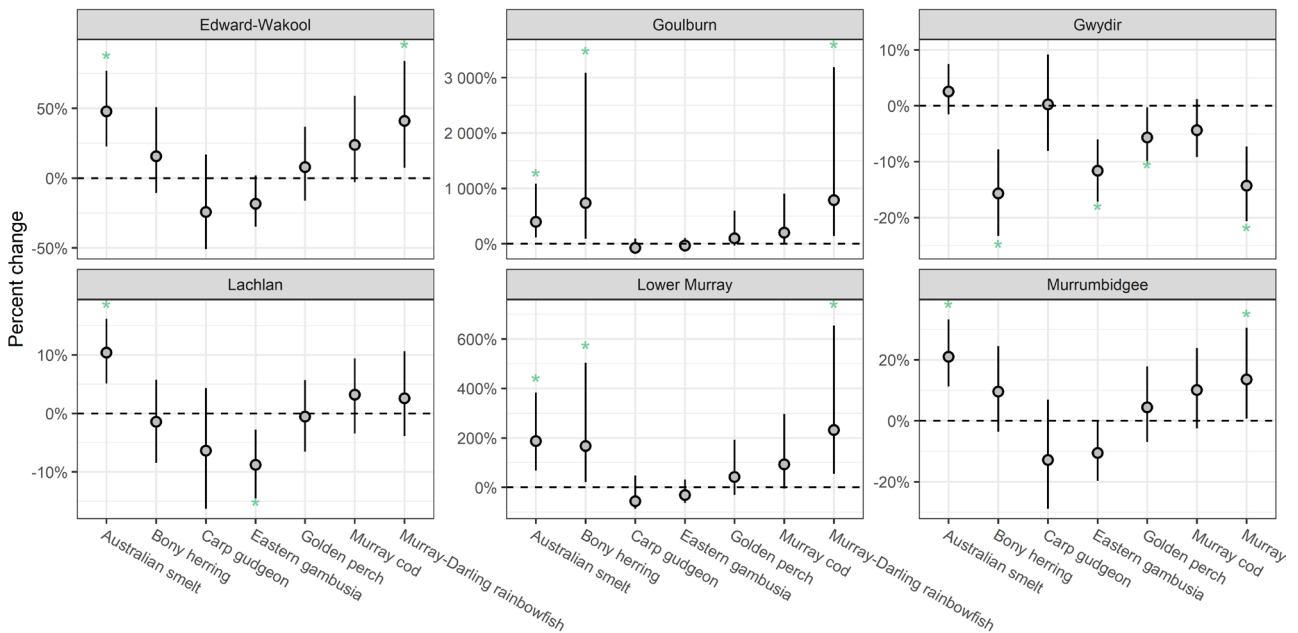 Edward-Wakool
Goulburn
Gwydir
Percent change
50%
0%
-50%
*
*
3 000%
2 000%
1 000%
0%
*
*
*
10%
0%
-10%
-20%
*
*
*
*
Lachlan
Lower Murray
Murrumbidgee
10%
0%
-10%
*
*
600%
400%
200%
0%
*
*
*
20%
0%
-20%
*
*
Australian smelt
Bony herring
Carp gudgeon
Eastern gambusia
Golden perch
Murray cod
Murray-Darling rainbowfish
Australian smelt
Bony herring
Carp gudgeon
Eastern gambusia
Golden perch
Murray cod
Murray-Darling rainbowfish
Australian smelt
Bony herring
Carp gudgeon
Eastern gambusia
Golden perch
Murray cod
Murray